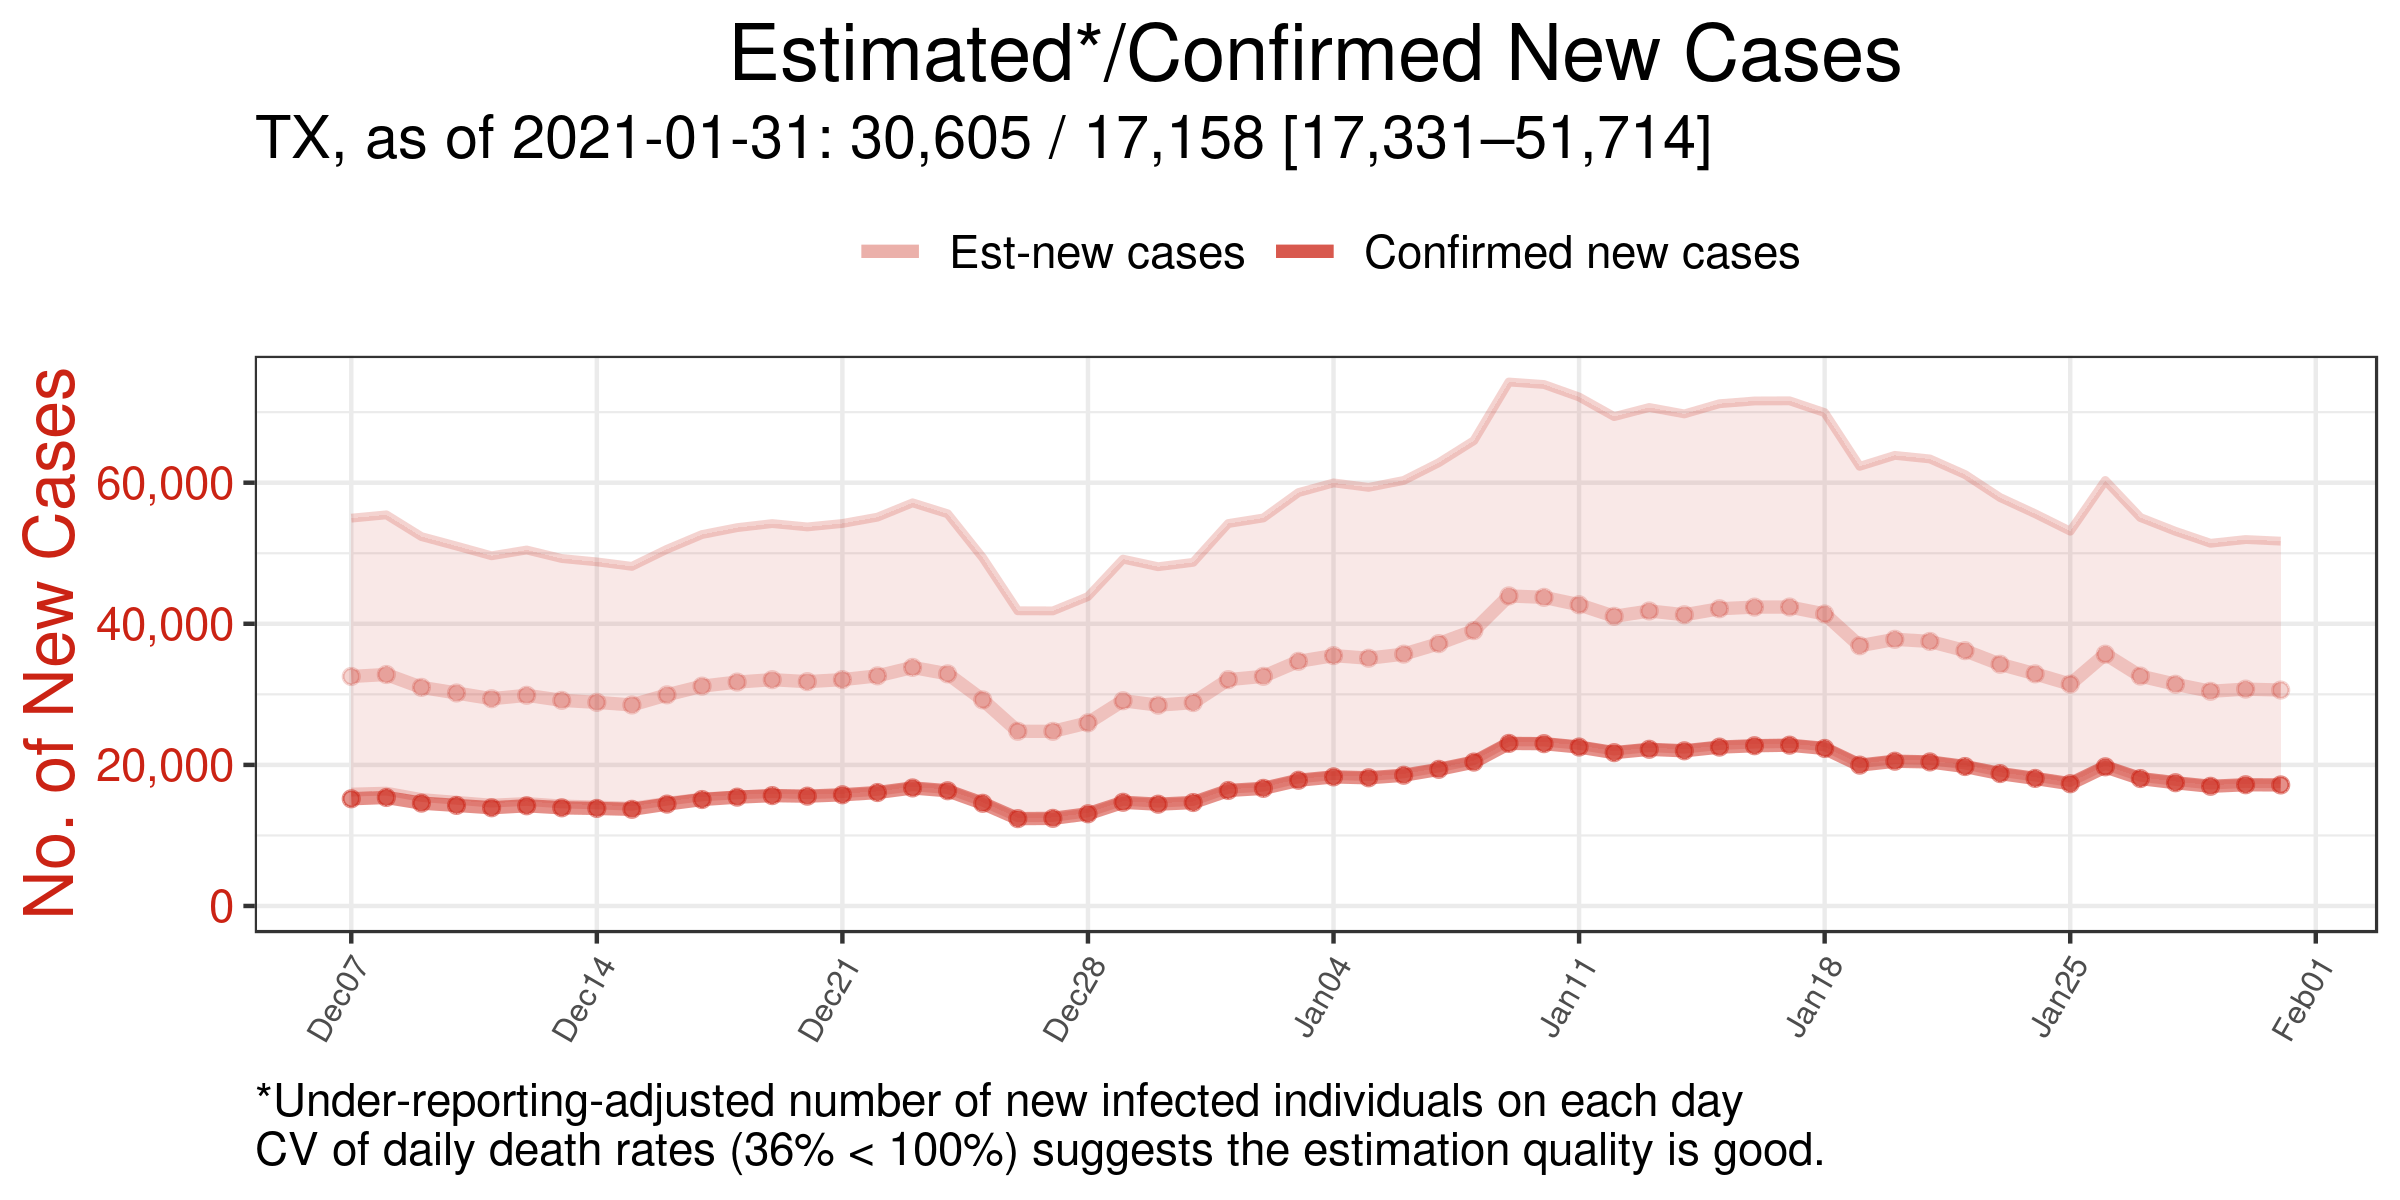 Estimated*/Confirmed New Cases
TX, as of 2021-01-31: 30,605 / 17,158 [17,331–51,714]
Est-new cases
Confirmed new cases
No. of New Cases
60,000
40,000
20,000
0
Dec07
Dec14
Dec21
Dec28
Jan04
Jan11
Jan18
Jan25
Feb01
*Under-reporting-adjusted number of new infected individuals on each day
CV of daily death rates (36% < 100%) suggests the estimation quality is good.